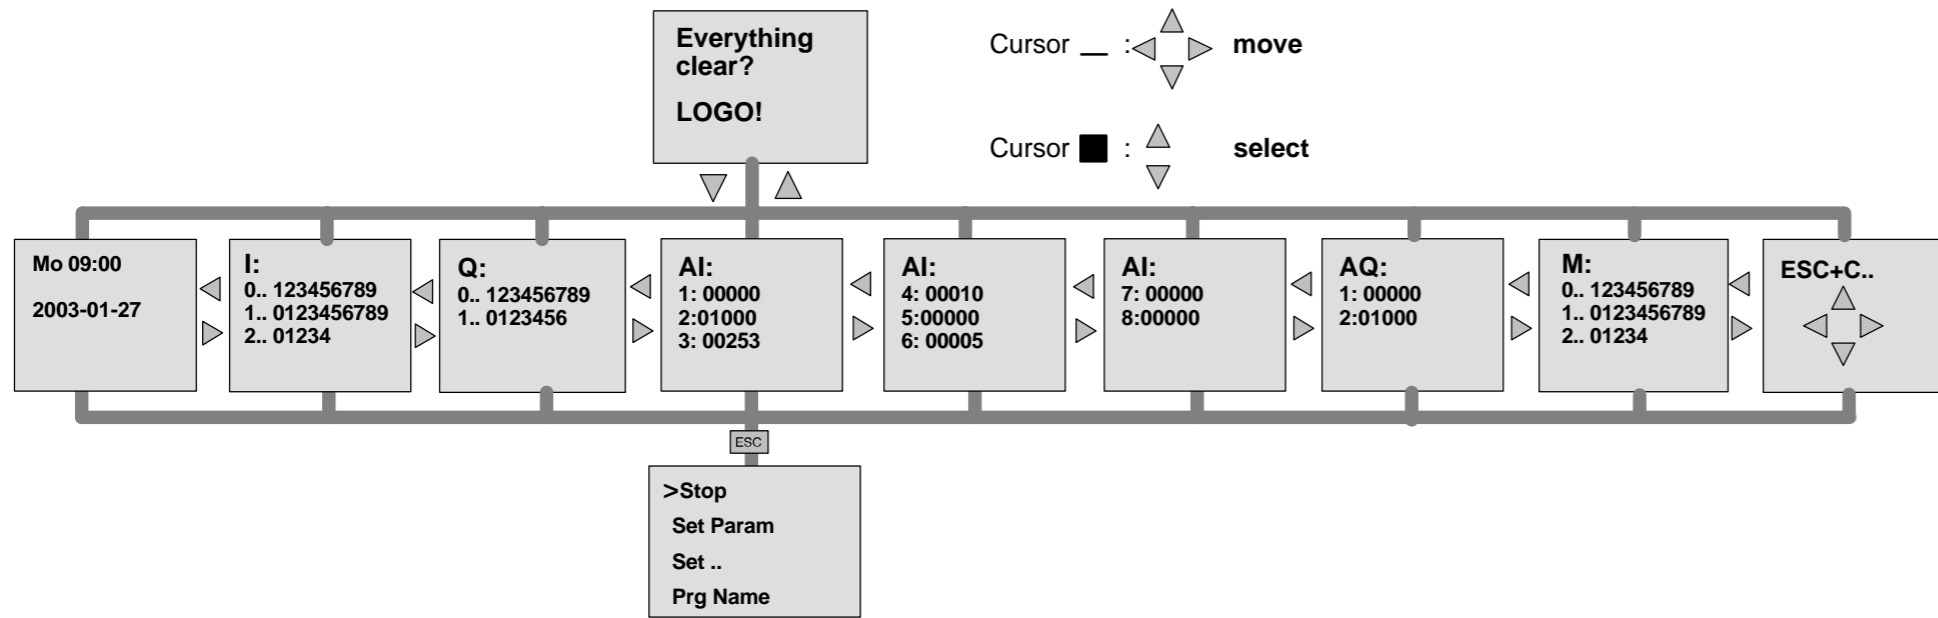 Everything
clear?
LOGO!
Cursor _ : move
Cursor ■ : select
Mo 09:00
2003-01-27
I:
0.. 123456789
1.. 0123456789
2.. 01234
Q:
0.. 123456789
1.. 0123456
AI:
1: 00000
2:01000
3: 00253
AI:
4: 00010
5:00000
6: 00005
AI:
7: 00000
8:00000
AQ:
1: 00000
2:01000
M:
0.. 123456789
1.. 0123456789
2.. 01234
ESC+C..
ESC
>Stop
Set Param
Set ..
Prg Name